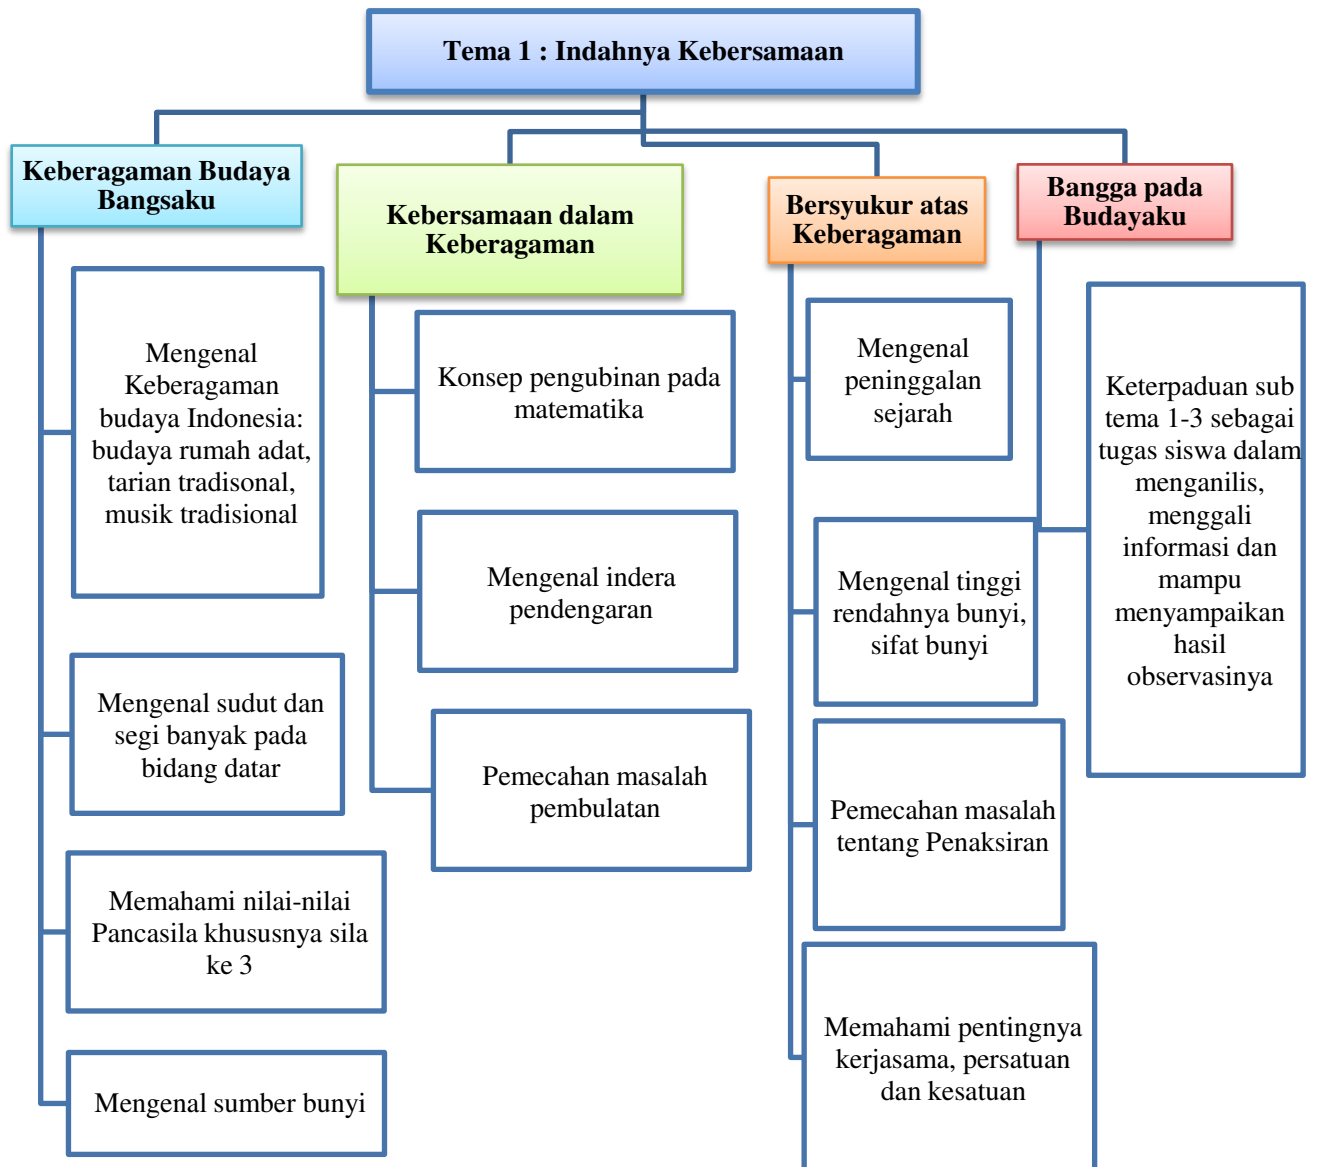 Tema 1 : Indahnya Kebersamaan
Keberagaman Budaya
Bangsaku
Mengenal
Keberagaman
budaya Indonesia:
budaya rumah adat,
tarian tradisonal,
musik tradisional
Mengenal sudut dan
segi banyak pada
bidang datar
Memahami nilai-nilai
Pancasila khususnya sila
ke 3
Mengenal sumber bunyi
Kebersamaan dalam
Keberagaman
Konsep pengubinan pada
matematika
Mengenal indera
pendengaran
Pemecahan masalah
pembulatan
Bersyukur atas
Keberagaman
Mengenal
peninggalan
sejarah
Mengenal tinggi
rendahnya bunyi,
sifat bunyi
Pemecahan masalah
tentang Penaksiran
Memahami pentingnya
kerjasama, persatuan
dan kesatuan
Bangga pada
Budayaku
Keterpaduan sub
tema 1-3 sebagai
tugas siswa dalam
menganilis,
menggali
informasi dan
mampu
menyampaikan
hasil
observasinya